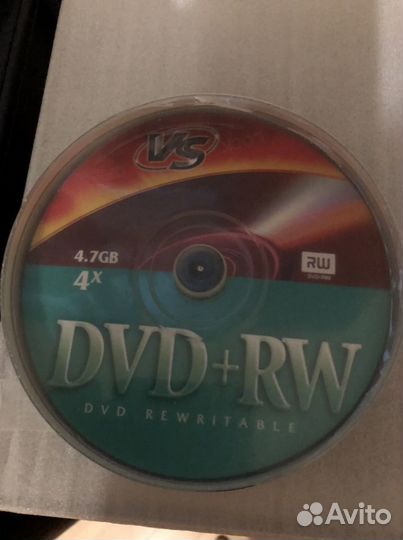 VS
4.7GB
4X
RW
DVD+RW
DVD REWRITABLE
Avito